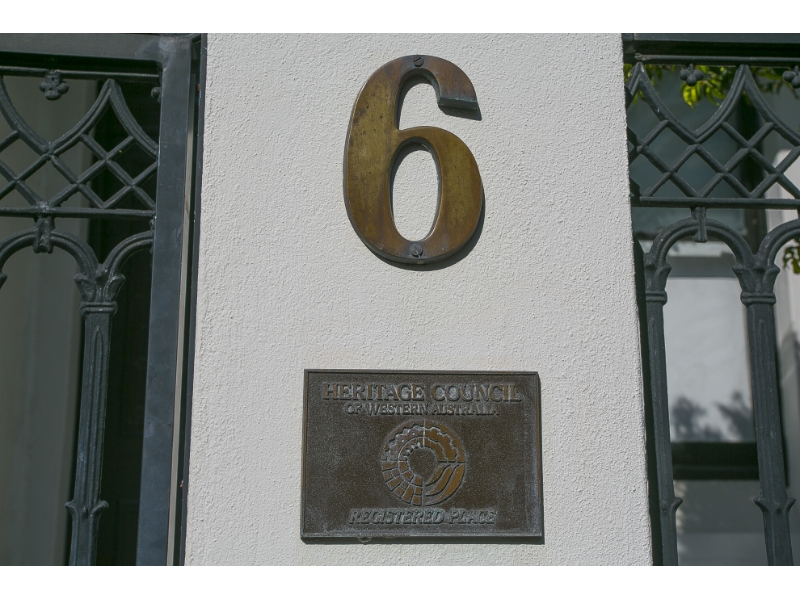 6
HERITAGE COUNCIL
OF WESTERN AUSTRALIA
REGISTERED PLACE